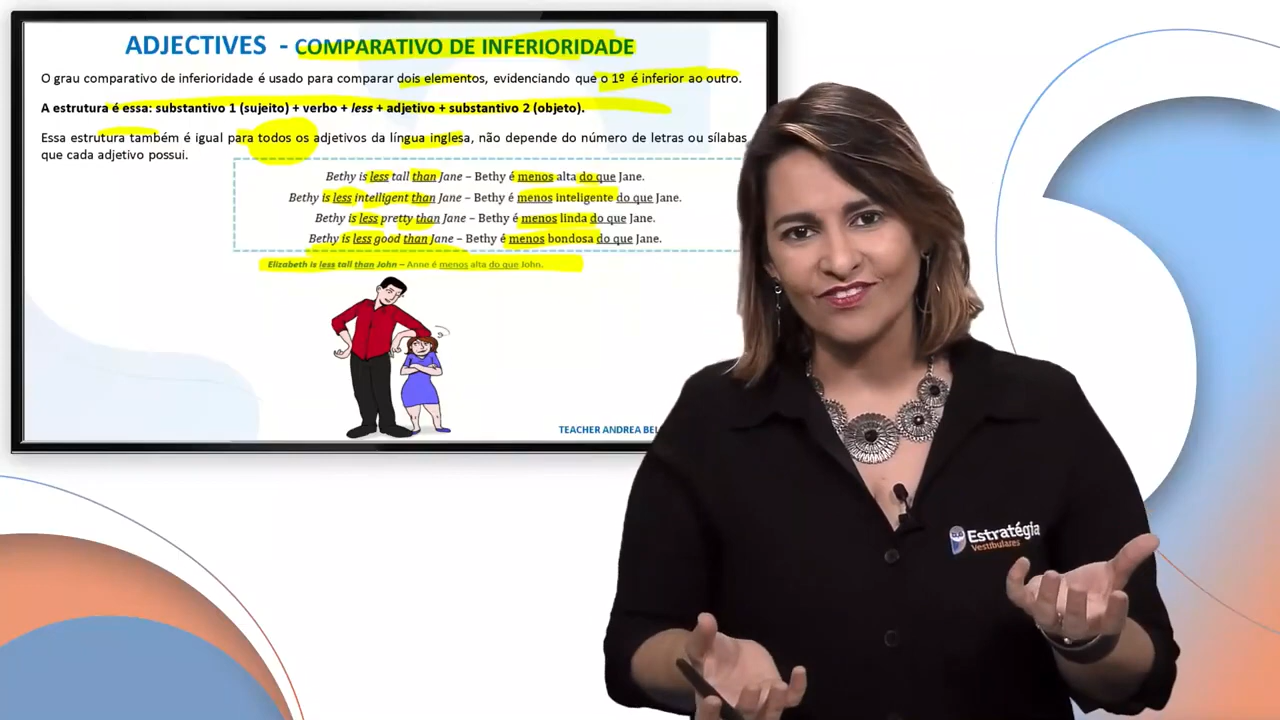 ADJECTIVES - COMPARATIVO DE INFERIORIDADE
O grau comparativo de inferioridade é usado para comparar dois elementos, evidenciando que o 1º é inferior ao outro.
A estrutura é essa: substantivo 1 (sujeito) + verbo + less + adjetivo + substantivo 2 (objeto).
Essa estrutura também é igual para todos os adjetivos da língua inglesa, não depende do número de letras ou sílabas
que cada adjetivo possui.
Bethy is less tall than Jane – Bethy é menos alta do que Jane.
Bethy is less intelligent than Jane – Bethy é menos inteligente do que Jane.
Bethy is less pretty than Jane – Bethy é menos linda do que Jane.
Bethy is less good than Jane – Bethy é menos bondosa do que Jane.
Elizabeth is less tall than John – Anne é menos alta do que John.
TEACHER ANDREA
Estratégia
Vestibulares